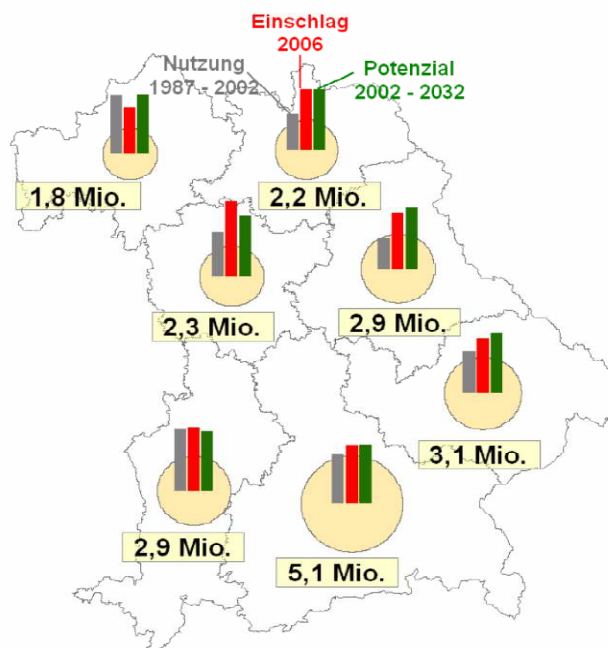 Einschlag
2006
Nutzung
1987 - 2002
Potenzial
2002 - 2032
1,8 Mio.
2,2 Mio.
2,3 Mio.
2,9 Mio.
3,1 Mio.
2,9 Mio.
5,1 Mio.